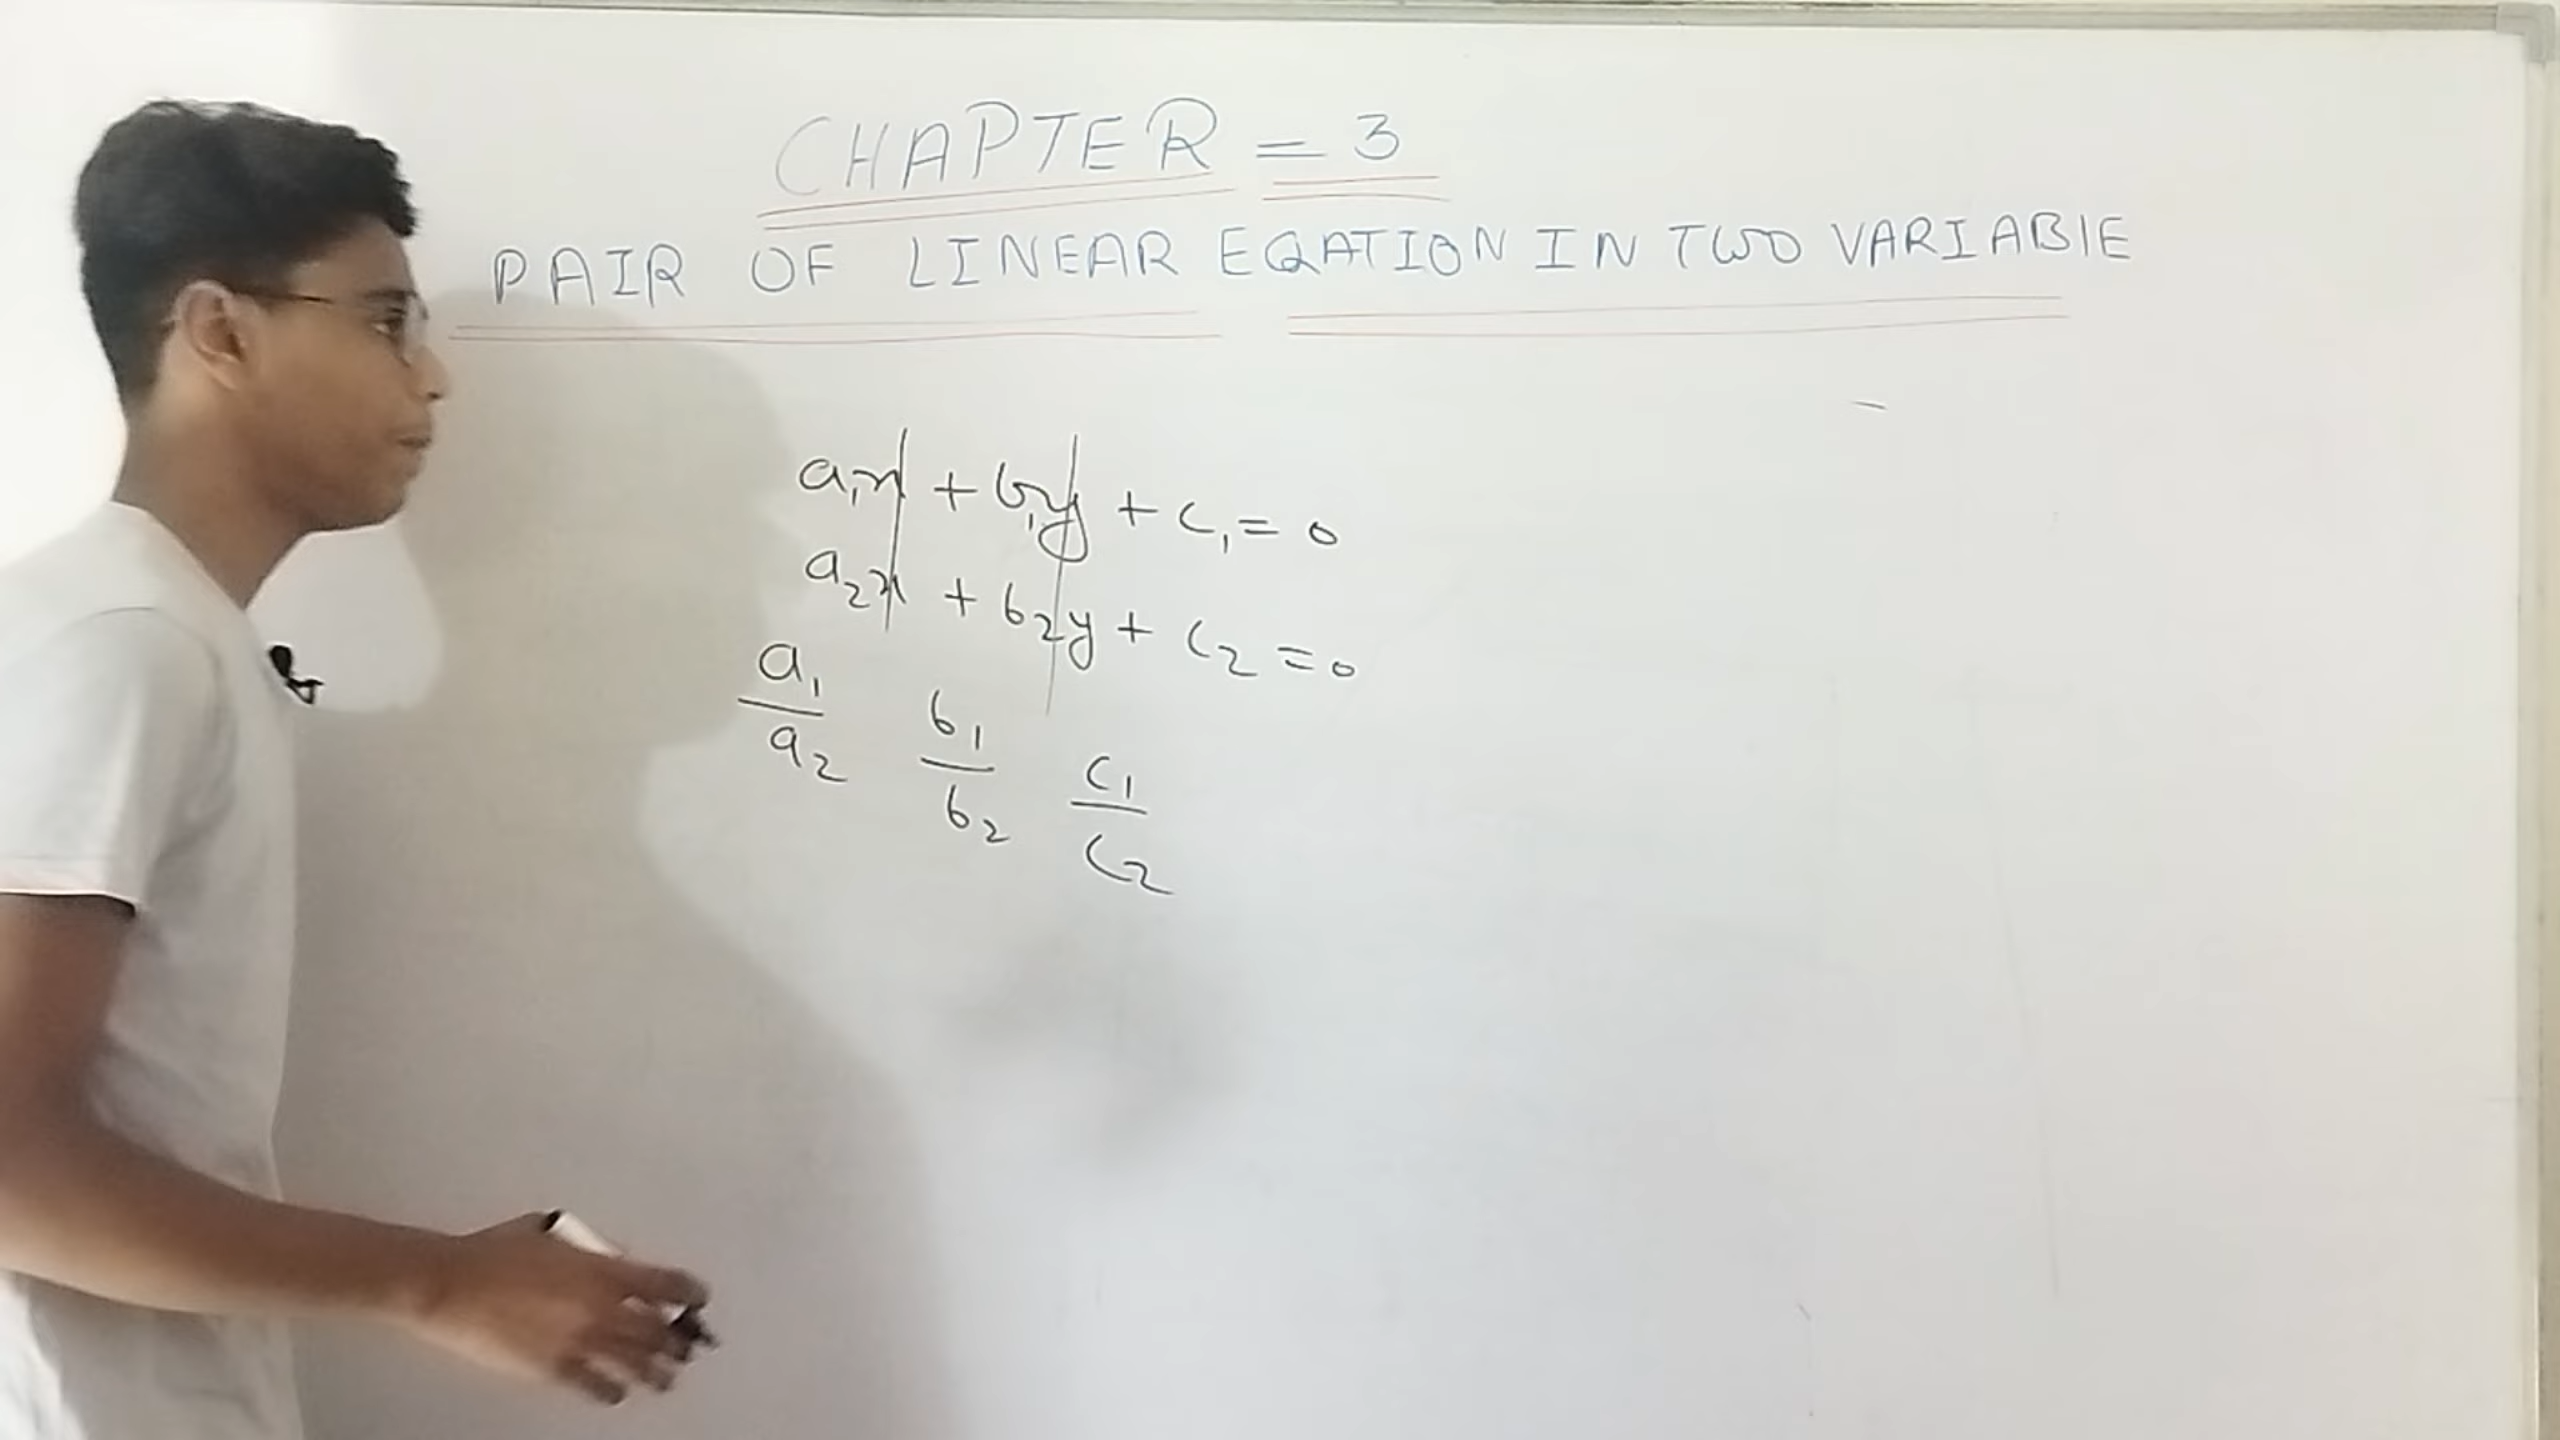 CHAPTER = 3
PAIR OF LINEAR EQATION IN TWO VARIABLE
a₁x + b₁y + c₁ = 0
a₂x + b₂y + c₂ = 0
a₁/a₂ b₁/b₂ c₁/c₂